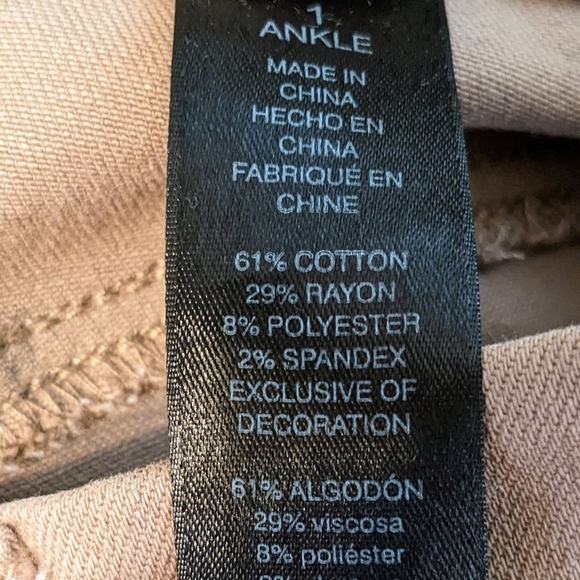 1
ANKLE
MADE IN
CHINA
HECHO EN
CHINA
FABRIQUÉ EN
CHINE
61% COTTON
29% RAYON
8% POLYESTER
2% SPANDEX
EXCLUSIVE OF
DECORATION
61% ALGODÓN
29% viscosa
8% poliéster